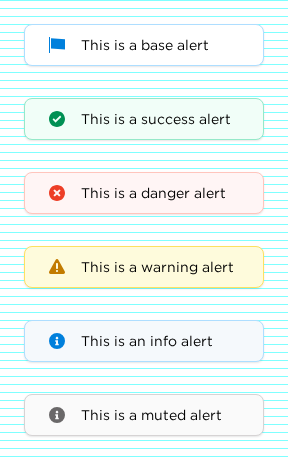 This is a base alert
This is a success alert
This is a danger alert
This is a warning alert
This is an info alert
This is a muted alert